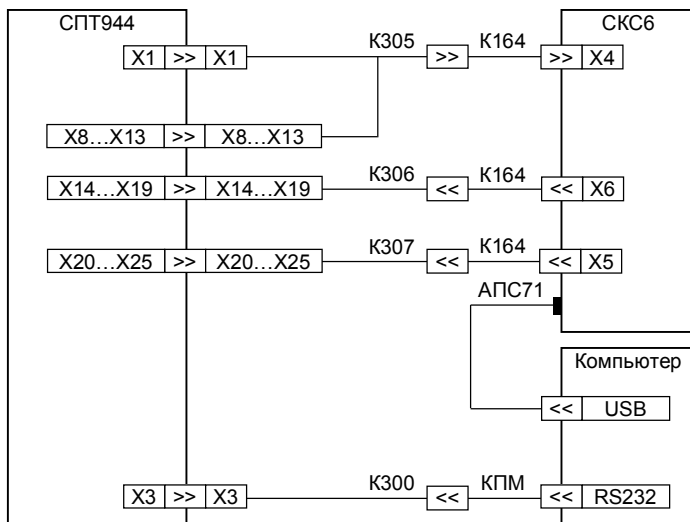 СПТ944 СКС6
X1 >> X1 К305 >> К164 >> X4
X8...X13 >> X8...X13
X14...X19 >> X14...X19 К306 << К164 << X6
X20...X25 >> X20...X25 К307 << К164 << X5
АПС71
Компьютер
<< USB
X3 >> X3 К300 << КПМ << RS232